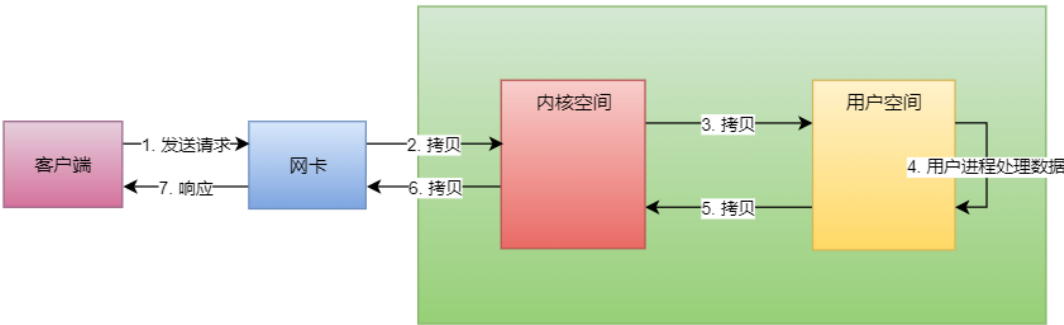 内核空间
用户空间
客户端
1. 发送请求
网卡
2. 拷贝
3. 拷贝
4. 用户进程处理数据
7. 响应
6. 拷贝
5. 拷贝